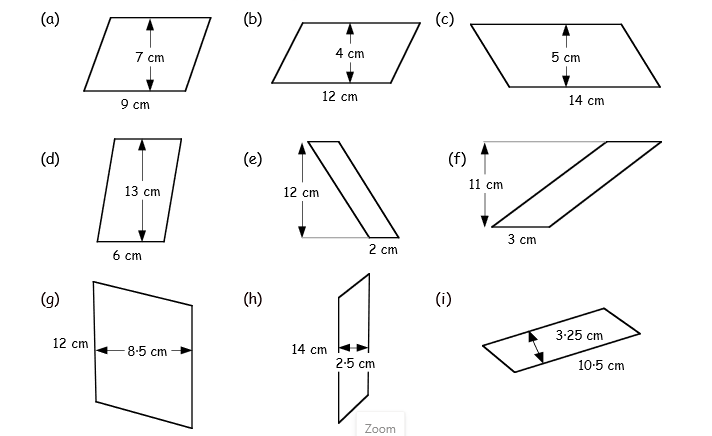 (a)
7 cm
9 cm
(b)
4 cm
12 cm
(c)
5 cm
14 cm
(d)
13 cm
6 cm
(e)
12 cm
2 cm
(f)
11 cm
3 cm
(g)
12 cm
8·5 cm
(h)
14 cm
2·5 cm
(i)
3·25 cm
10·5 cm
Zoom